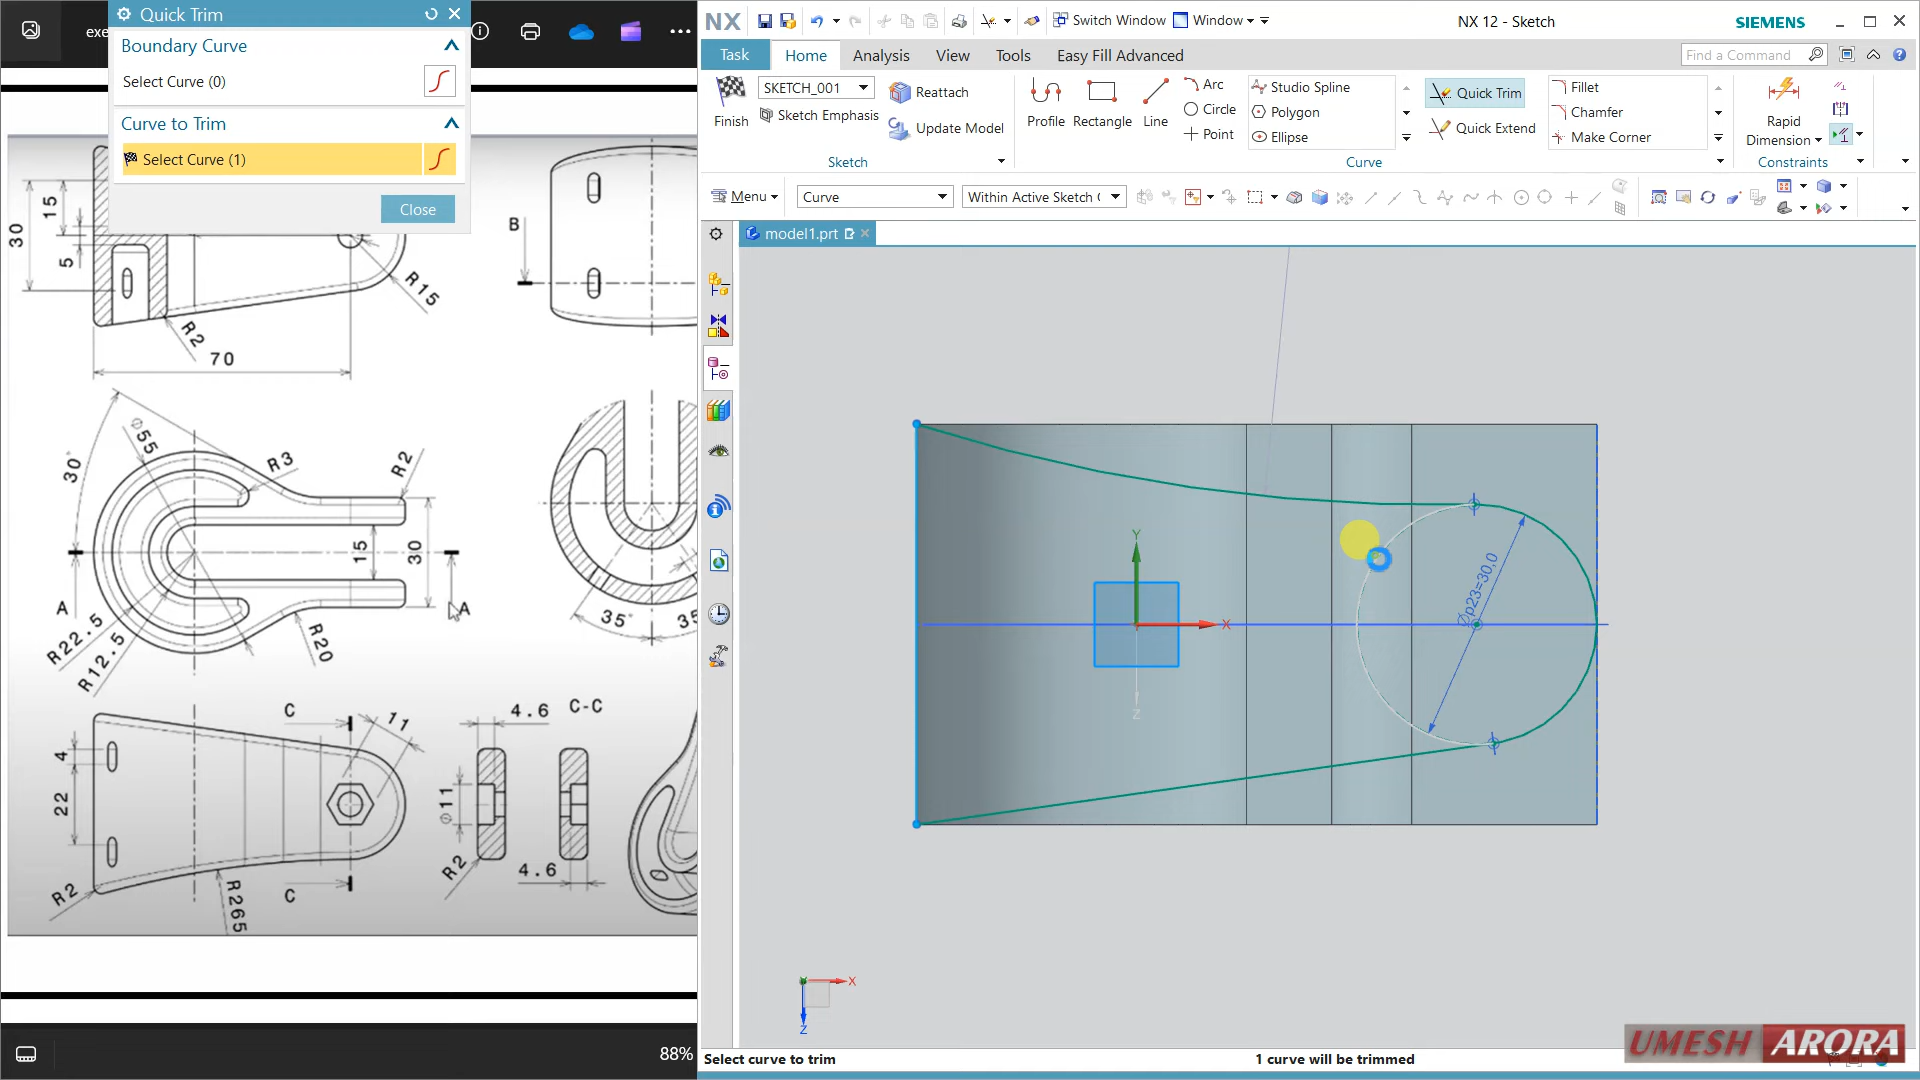 exe
Quick Trim
Boundary Curve
Select Curve (0)
Curve to Trim
Select Curve (1)
Close
88%
30
15
5
R15
R2
70
B
30°
Ø55
R3
R2
15
30
A
A
R22.5
R12.5
R20
35°
35
C
11
4
22
C
R2
R265
4.6
C-C
Ø11
R2
4.6
NX
Switch Window
Window
NX 12 - Sketch
SIEMENS
Task
Home
Analysis
View
Tools
Easy Fill Advanced
Find a Command
Finish
SKETCH_001
Sketch Emphasis
Reattach
Update Model
Sketch
Profile
Rectangle
Line
Arc
Circle
Point
Studio Spline
Polygon
Ellipse
Quick Trim
Quick Extend
Fillet
Chamfer
Make Corner
Curve
Rapid
Dimension
Constraints
Menu
Curve
Within Active Sketch
model1.prt
Y
X
Z
Øp23=30,0
X
Z
Select curve to trim
1 curve will be trimmed
UMESH ARORA